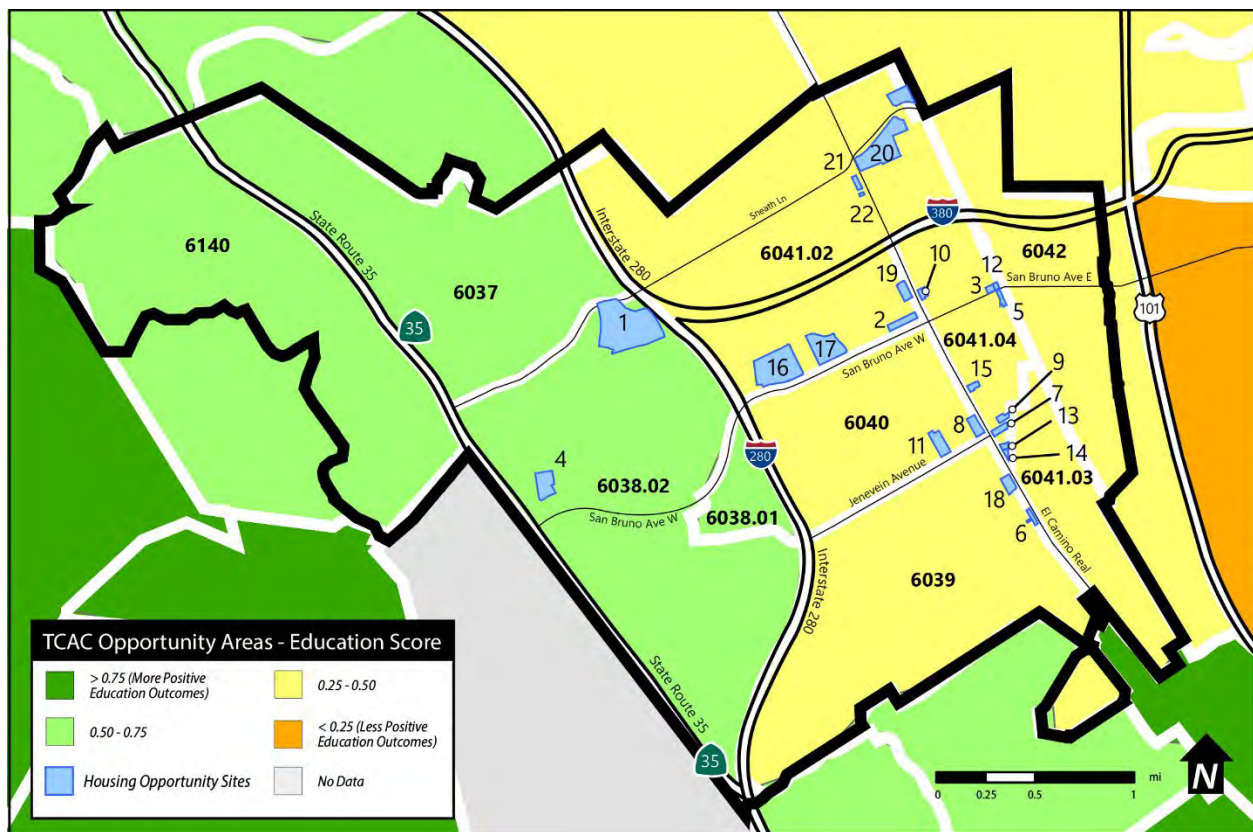 21
20
22
Sneath Ln
380
6140
State Route 35
Interstate 280
6041.02
6042
10
12
San Bruno Ave E
6037
19
3
35
1
2
5
101
16
17
San Bruno Ave W
6041.04
15
9
7
6040
8
13
11
14
4
280
Jenevein Avenue
6041.03
6038.02
18
San Bruno Ave W
6038.01
6
El Camino Real
Interstate 280
6039
State Route 35
35
TCAC Opportunity Areas - Education Score
> 0.75 (More Positive
Education Outcomes)
0.25 - 0.50
0.50 - 0.75
< 0.25 (Less Positive
Education Outcomes)
Housing Opportunity Sites
No Data
mi
0
0.25
0.5
1
N